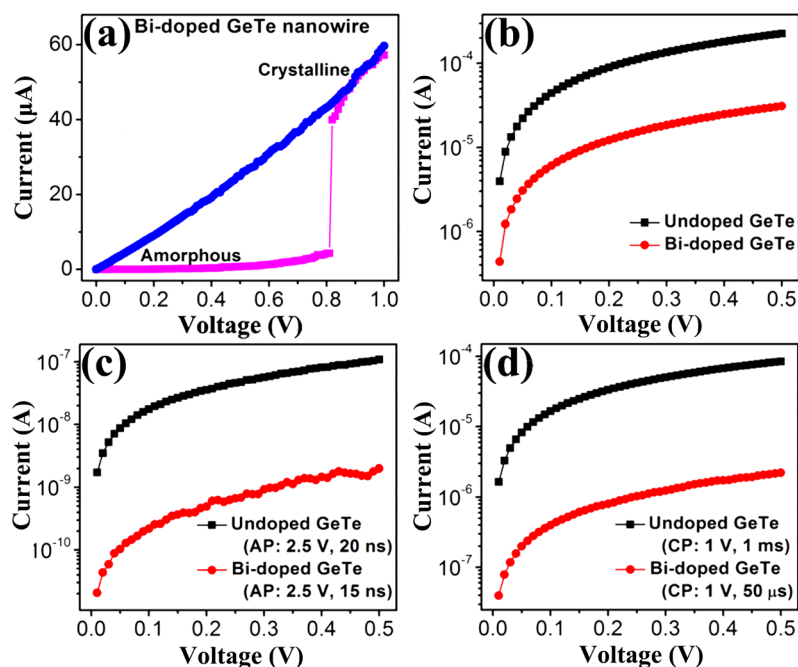 (a)
Bi-doped GeTe nanowire
Crystalline
Amorphous
Current (μA)
60
40
20
0
0.0 0.2 0.4 0.6 0.8 1.0
Voltage (V)
(b)
Current (A)
10⁻⁴
10⁻⁵
10⁻⁶
Undoped GeTe
Bi-doped GeTe
0.0 0.1 0.2 0.3 0.4 0.5
Voltage (V)
(c)
Current (A)
10⁻⁷
10⁻⁸
10⁻⁹
10⁻¹⁰
Undoped GeTe
(AP: 2.5 V, 20 ns)
Bi-doped GeTe
(AP: 2.5 V, 15 ns)
0.0 0.1 0.2 0.3 0.4 0.5
Voltage (V)
(d)
Current (A)
10⁻⁴
10⁻⁵
10⁻⁶
10⁻⁷
Undoped GeTe
(CP: 1 V, 1 ms)
Bi-doped GeTe
(CP: 1 V, 50 μs)
0.0 0.1 0.2 0.3 0.4 0.5
Voltage (V)